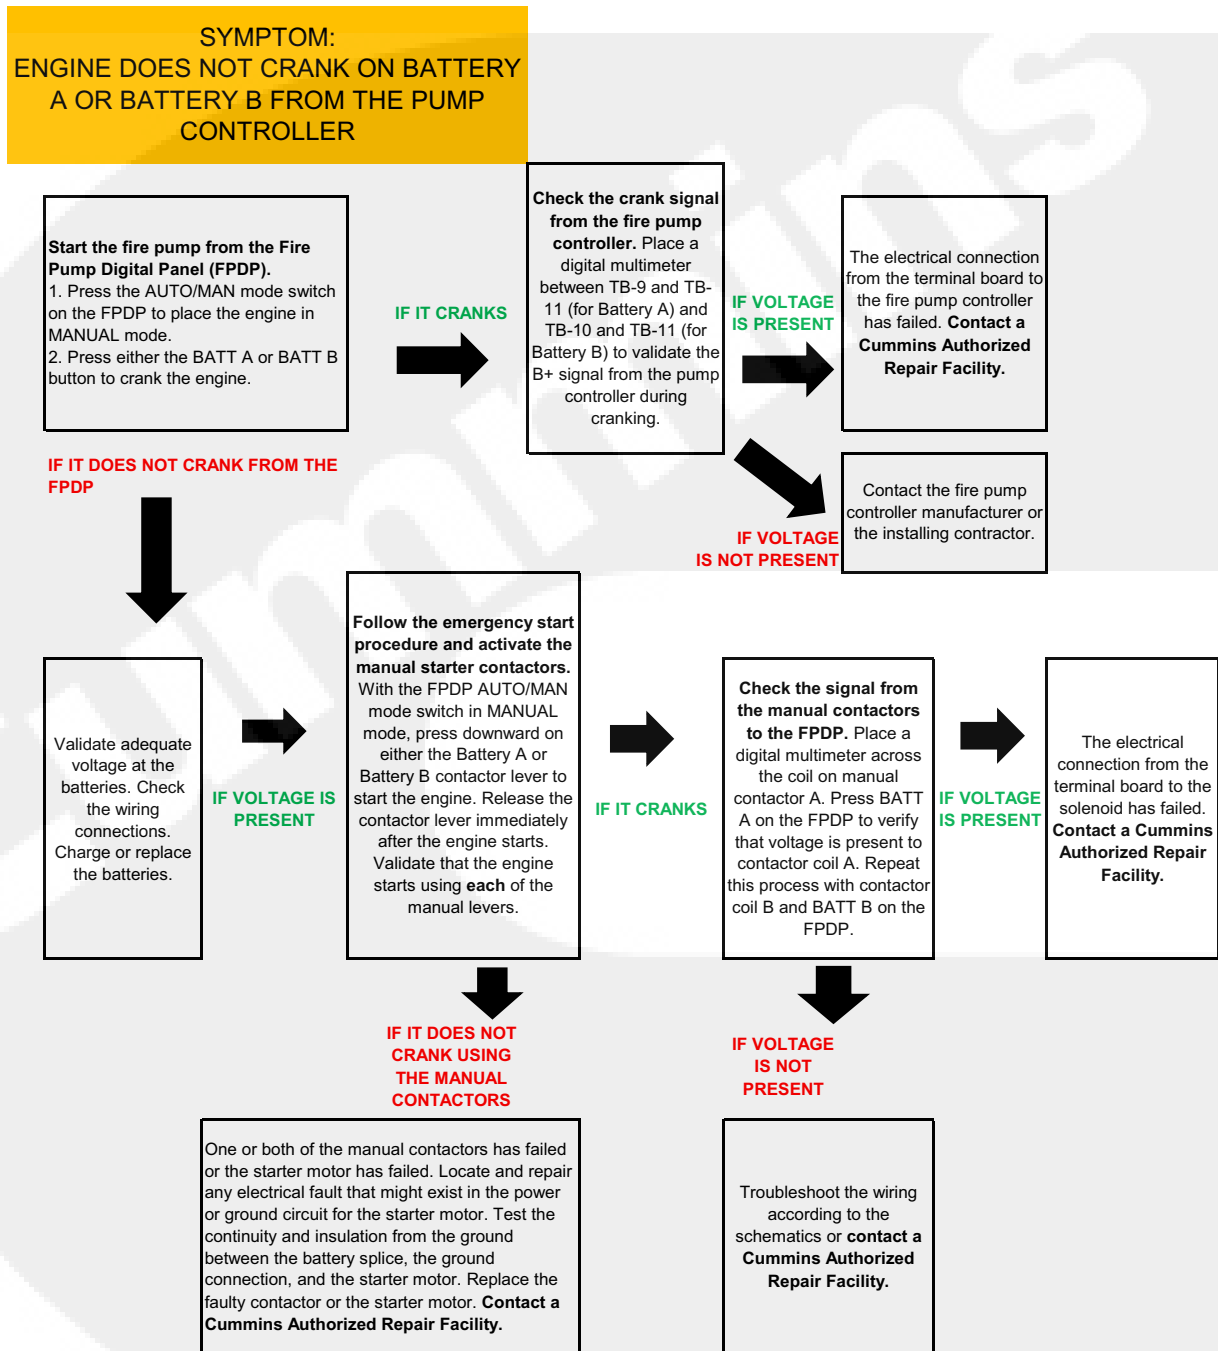 SYMPTOM:
ENGINE DOES NOT CRANK ON BATTERY
A OR BATTERY B FROM THE PUMP
CONTROLLER
Start the fire pump from the Fire
Pump Digital Panel (FPDP).
1. Press the AUTO/MAN mode switch
on the FPDP to place the engine in
MANUAL mode.
2. Press either the BATT A or BATT B
button to crank the engine.
IF IT CRANKS
Check the crank signal
from the fire pump
controller. Place a
digital multimeter
between TB-9 and TB-
11 (for Battery A) and
TB-10 and TB-11 (for
Battery B) to validate the
B+ signal from the pump
controller during
cranking.
IF VOLTAGE
IS PRESENT
The electrical connection
from the terminal board to
the fire pump controller
has failed. Contact a
Cummins Authorized
Repair Facility.
IF VOLTAGE
IS NOT PRESENT
Contact the fire pump
controller manufacturer or
the installing contractor.
IF IT DOES NOT CRANK FROM THE
FPDP
Validate adequate
voltage at the
batteries. Check
the wiring
connections.
Charge or replace
the batteries.
IF VOLTAGE IS
PRESENT
Follow the emergency start
procedure and activate the
manual starter contactors.
With the FPDP AUTO/MAN
mode switch in MANUAL
mode, press downward on
either the Battery A or
Battery B contactor lever to
start the engine. Release the
contactor lever immediately
after the engine starts.
Validate that the engine
starts using each of the
manual levers.
IF IT CRANKS
Check the signal from
the manual contactors
to the FPDP. Place a
digital multimeter across
the coil on manual
contactor A. Press BATT
A on the FPDP to verify
that voltage is present to
contactor coil A. Repeat
this process with contactor
coil B and BATT B on the
FPDP.
IF VOLTAGE
IS PRESENT
The electrical
connection from the
terminal board to the
solenoid has failed.
Contact a Cummins
Authorized Repair
Facility.
IF IT DOES NOT
CRANK USING
THE MANUAL
CONTACTORS
One or both of the manual contactors has failed
or the starter motor has failed. Locate and repair
any electrical fault that might exist in the power
or ground circuit for the starter motor. Test the
continuity and insulation from the ground
between the battery splice, the ground
connection, and the starter motor. Replace the
faulty contactor or the starter motor. Contact a
Cummins Authorized Repair Facility.
IF VOLTAGE
IS NOT
PRESENT
Troubleshoot the wiring
according to the
schematics or contact a
Cummins Authorized
Repair Facility.
Cummins